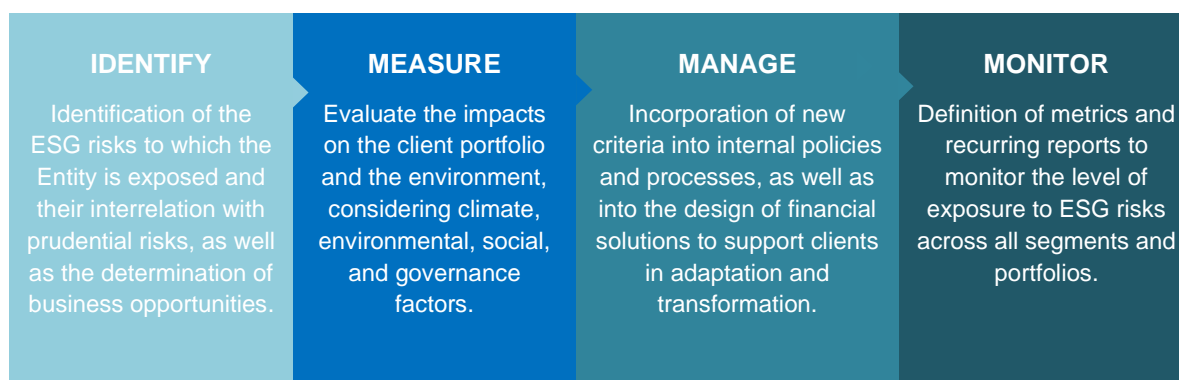 IDENTIFY
Identification of the
ESG risks to which the
Entity is exposed and
their interrelation with
prudential risks, as well
as the determination of
business opportunities.
MEASURE
Evaluate the impacts
on the client portfolio
and the environment,
considering climate,
environmental, social,
and governance
factors.
MANAGE
Incorporation of new
criteria into internal policies
and processes, as well as
into the design of financial
solutions to support clients
in adaptation and
transformation.
MONITOR
Definition of metrics and
recurring reports to
monitor the level of
exposure to ESG risks
across all segments and
portfolios.